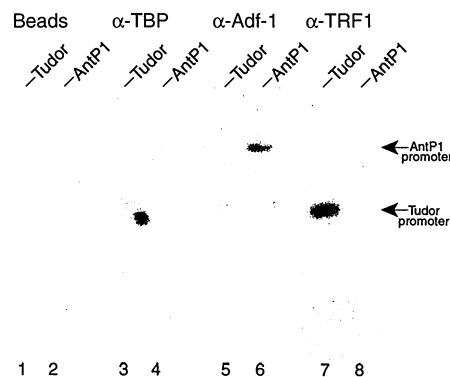 Beads α-TBP α-Adf-1 α-TRF1
–Tudor –AntP1 –Tudor –AntP1 –Tudor –AntP1 –Tudor –AntP1
AntP1
promoter
Tudor
promoter
1 2 3 4 5 6 7 8